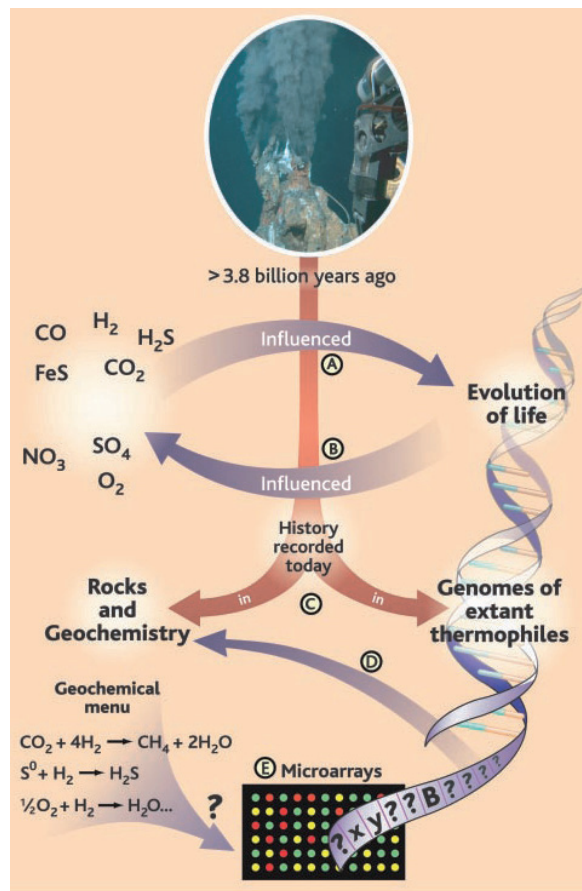 > 3.8 billion years ago
CO H₂ H₂S
FeS CO₂
NO₃ SO₄
O₂
Influenced
A
Evolution
of life
B
Influenced
History
recorded
today
in
C
in
Rocks
and
Geochemistry
Genomes of
extant
thermophiles
D
Geochemical
menu
CO₂ + 4H₂ → CH₄ + 2H₂O
S⁰ + H₂ → H₂S
½O₂ + H₂ → H₂O...
?
E Microarrays
? x y ? ? B ? ? ? ?